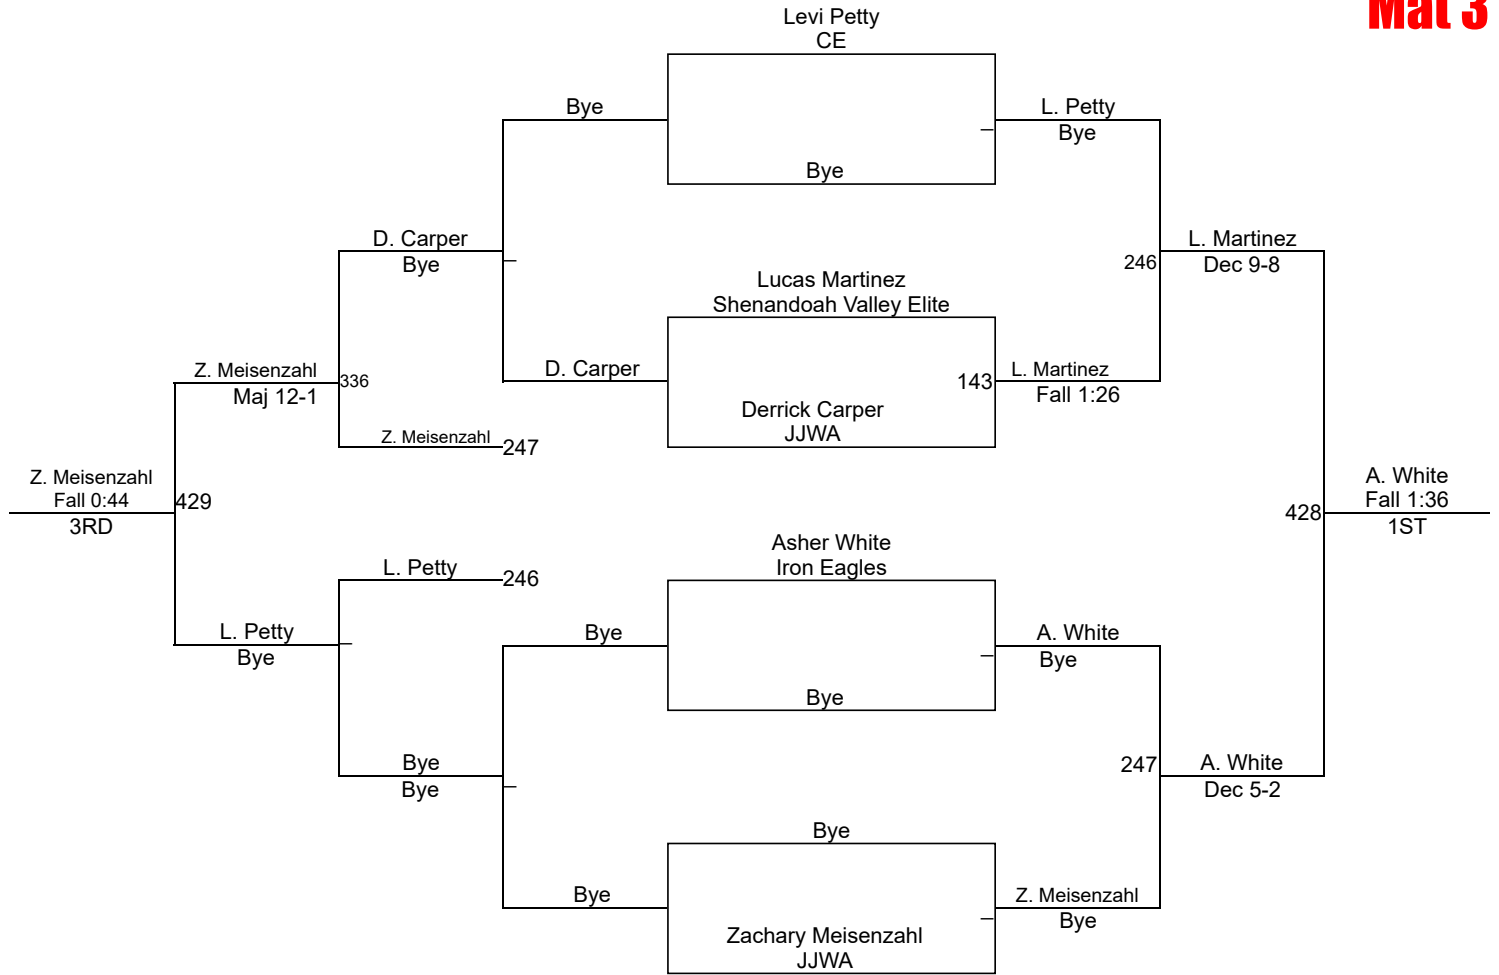 Mat 3
Levi Petty
CE
Bye
L. Petty
Bye
Bye
D. Carper
Bye
L. Martinez
Dec 9-8
246
Lucas Martinez
Shenandoah Valley Elite
D. Carper
143
L. Martinez
Fall 1:26
Derrick Carper
JJWA
Z. Meisenzahl
Maj 12-1
336
Z. Meisenzahl
247
Z. Meisenzahl
Fall 0:44
3RD
429
428
A. White
Fall 1:36
1ST
L. Petty
246
Asher White
Iron Eagles
L. Petty
Bye
Bye
A. White
Bye
Bye
Bye
Bye
247
A. White
Dec 5-2
Bye
Bye
Z. Meisenzahl
Bye
Zachary Meisenzahl
JJWA